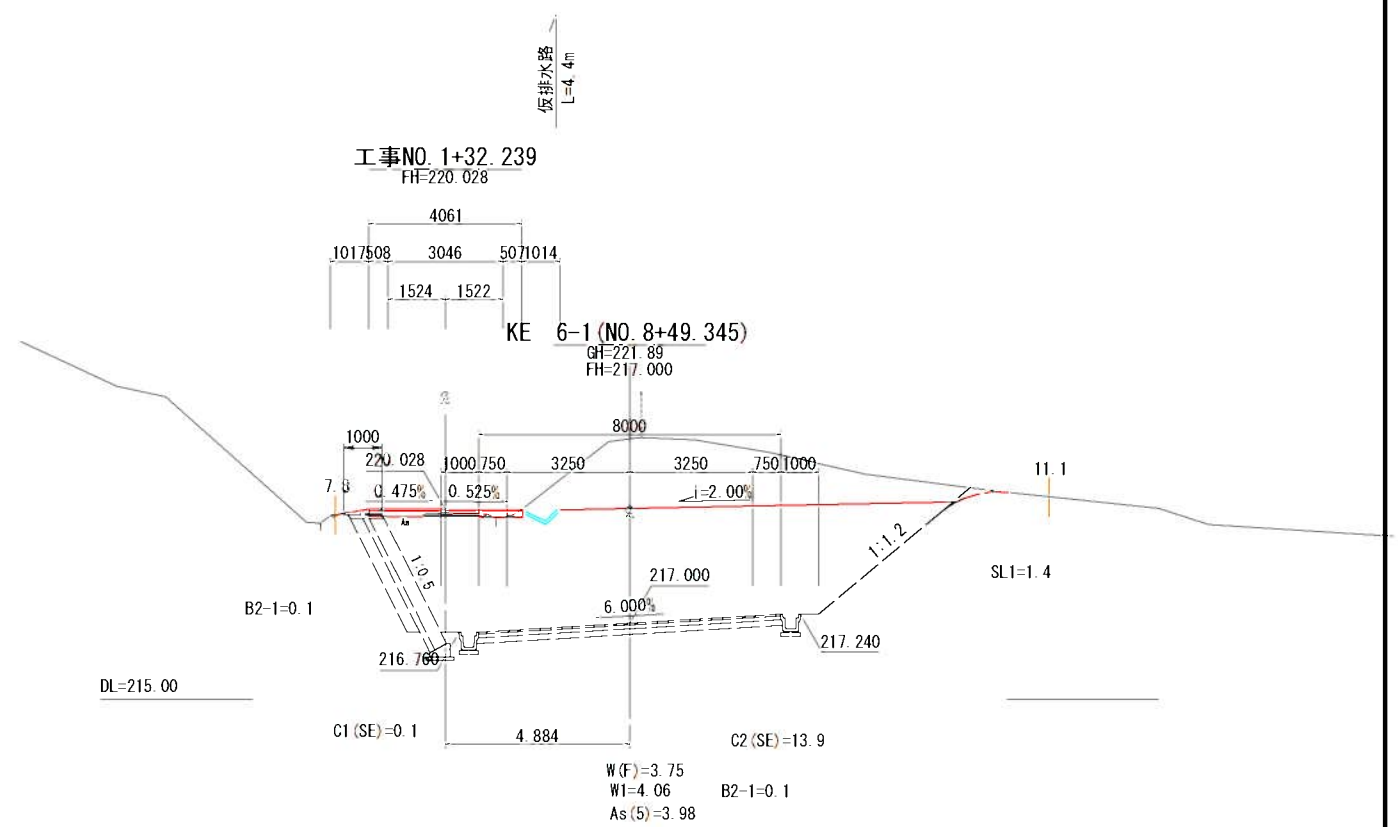 仮排水路
L=4.4m
工事NO.1+32.239
FH=220.028
4061
1017 508 3046 507 1014
1524 1522
KE 6-1(NO.8+49.345)
GH=221.89
FH=217.000
8000
1000
220.028 1000 750 3250 3250 750 1000
11.1
7.8 0.475% 0.525% i=2.00%
As
1:0.5
1:1.2
217.000
SL1=1.4
B2-1=0.1
6.000%
217.240
216.760
DL=215.00
C1(SE)=0.1
4.884
C2(SE)=13.9
W(F)=3.75
W1=4.06 B2-1=0.1
As(5)=3.98